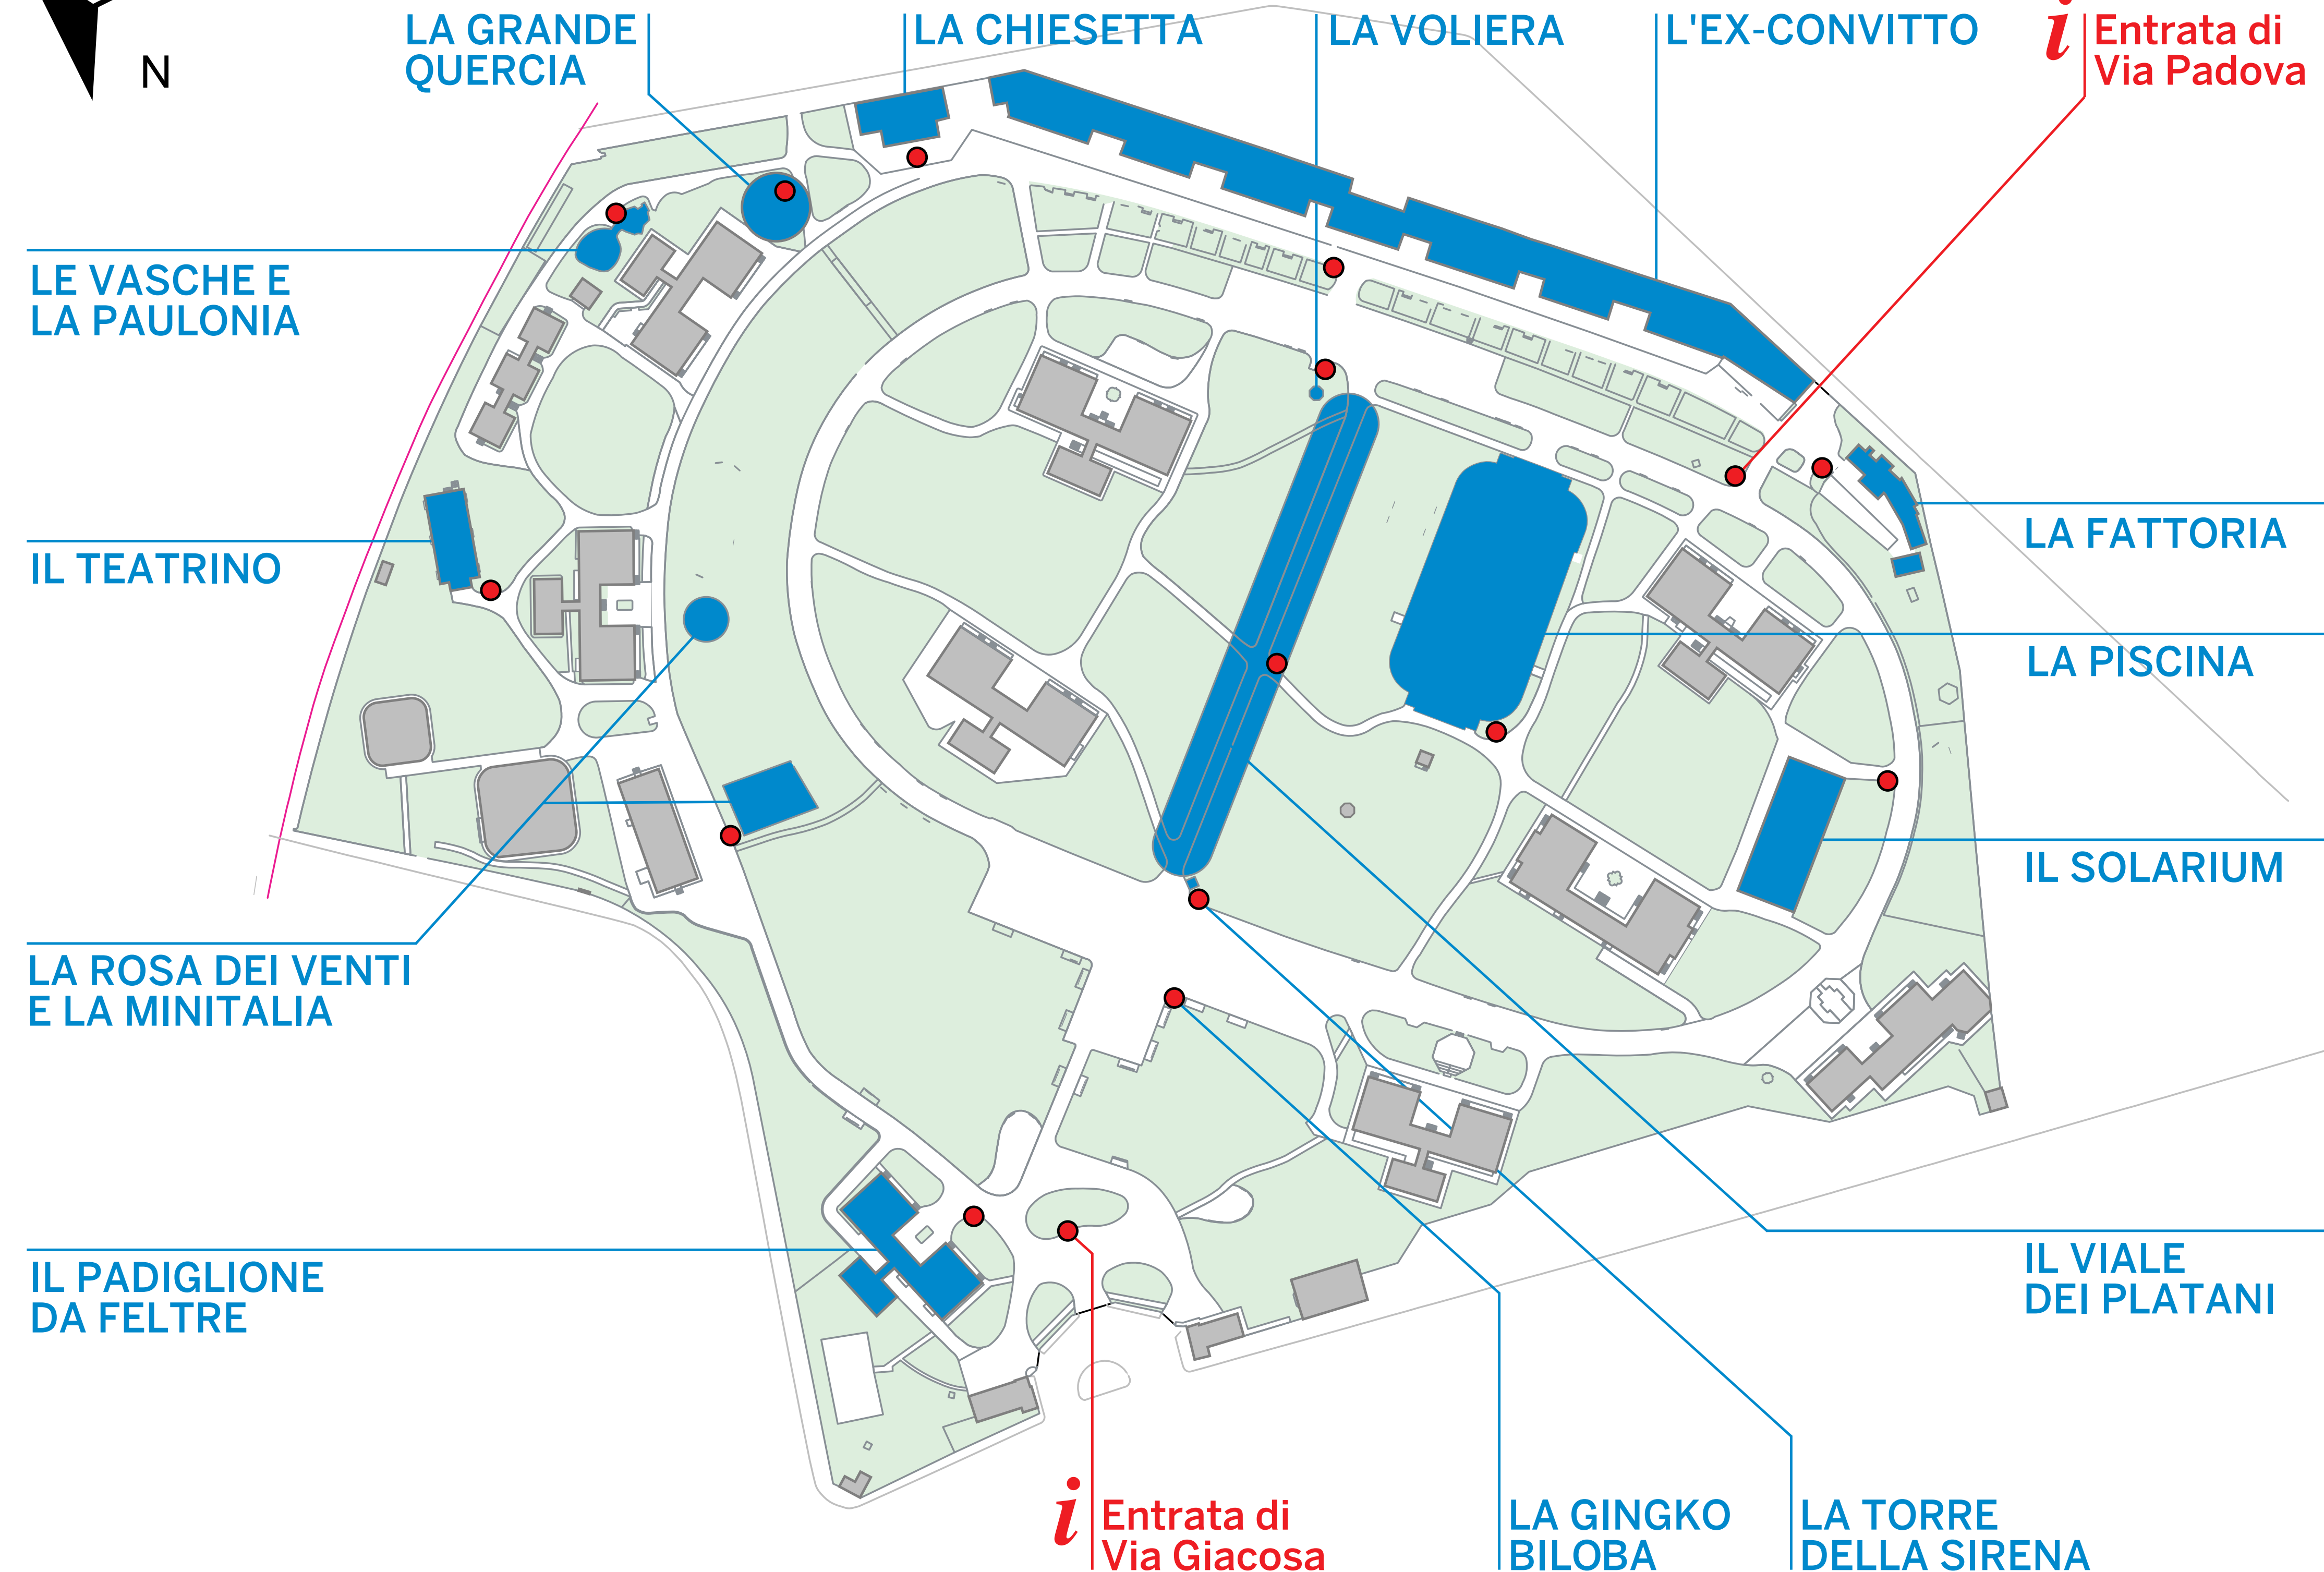 LA GRANDE
QUERCIA
LA CHIESETTA
LA VOLIERA
L'EX-CONVITTO
i
Entrata di
Via Padova
N
LE VASCHE E
LA PAULONIA
IL TEATRINO
LA FATTORIA
LA PISCINA
IL SOLARIUM
LA ROSA DEI VENTI
E LA MINITALIA
IL PADIGLIONE
DA FELTRE
IL VIALE
DEI PLATANI
i
Entrata di
Via Giacosa
LA GINGKO
BILOBA
LA TORRE
DELLA SIRENA